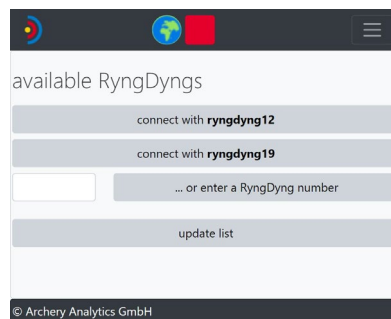 available RyngDyngs
connect with ryngdyng12
connect with ryngdyng19
... or enter a RyngDyng number
update list
© Archery Analytics GmbH